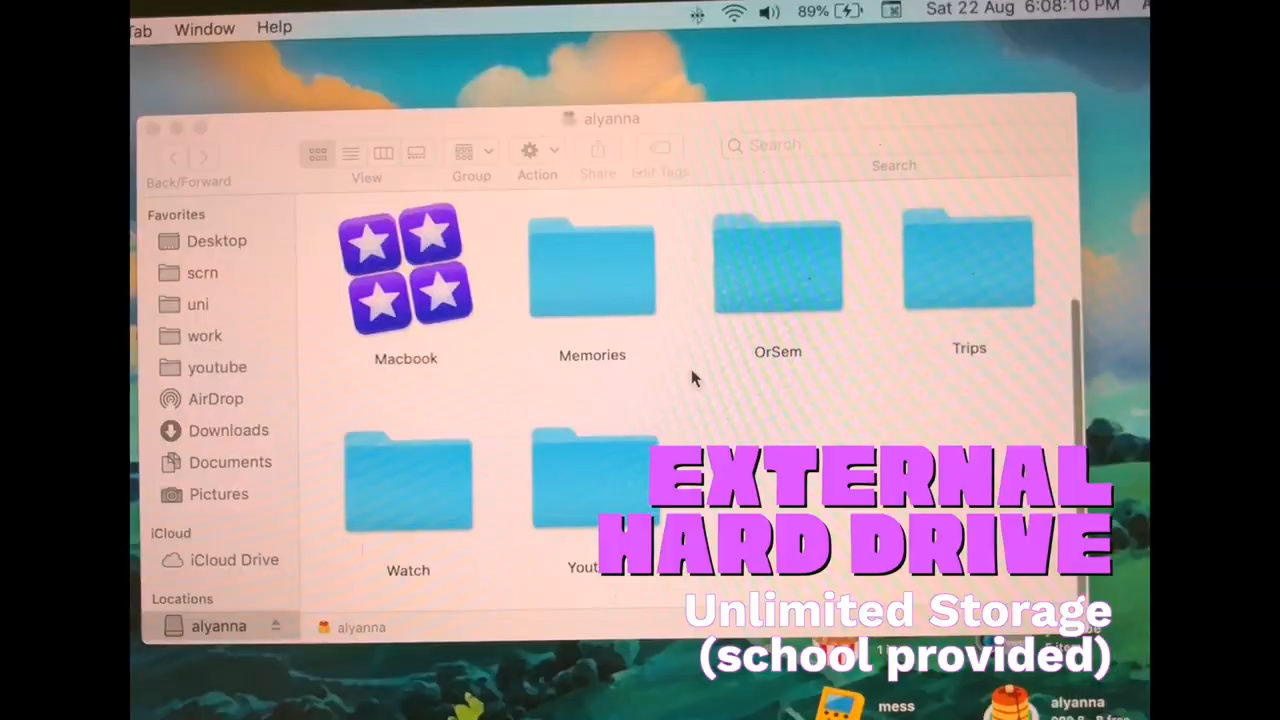 Tab Window Help 89% Sat 22 Aug 6:08:10 PM
alyanna
Search
Back/Forward View Group Action Share Edit Tags Search
Favorites
Desktop
scrn
uni
work
youtube
AirDrop
Downloads
Documents
Pictures
iCloud
iCloud Drive
Locations
alyanna
Macbook Memories OrSem Trips
Watch Yout
alyanna
EXTERNAL
HARD DRIVE
Unlimited Storage
(school provided)
mess
alyanna